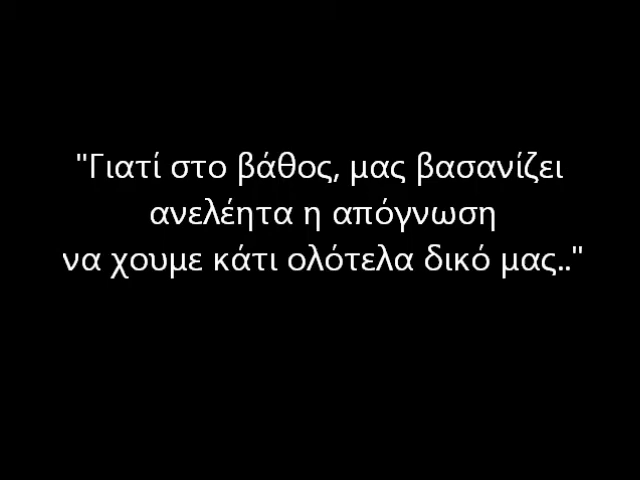 "Γιατί στο βάθος, μας βασανίζει
ανελέητα η απόγνωση
να χουμε κάτι ολότελα δικό μας.."